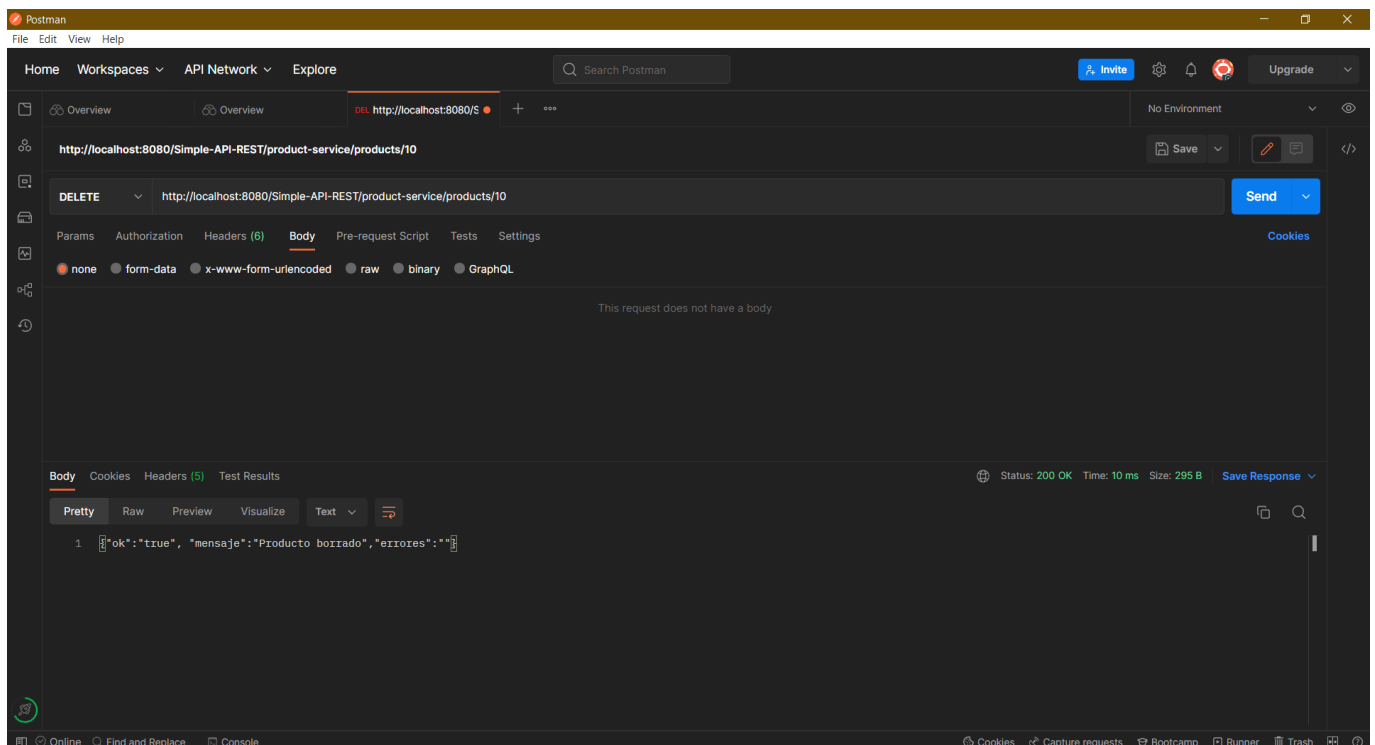 Postman
File Edit View Help
Home Workspaces API Network Explore Search Postman Invite Upgrade
Overview Overview DEL http://localhost:8080/S No Environment
http://localhost:8080/Simple-API-REST/product-service/products/10 Save
DELETE http://localhost:8080/Simple-API-REST/product-service/products/10 Send
Params Authorization Headers (6) Body Pre-request Script Tests Settings Cookies
none form-data x-www-form-urlencoded raw binary GraphQL
This request does not have a body
Body Cookies Headers (5) Test Results Status: 200 OK Time: 10 ms Size: 295 B Save Response
Pretty Raw Preview Visualize Text
1 {"ok":"true", "mensaje":"Producto borrado","errores":""}
Online Find and Replace Console Cookies Capture requests Bootcamp Runner Trash